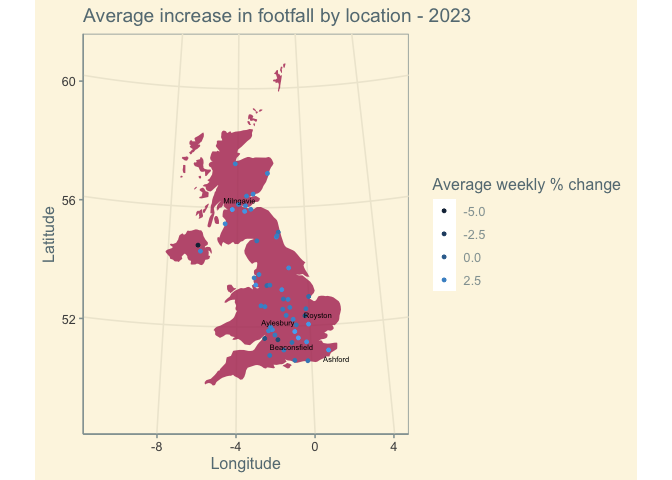 Average increase in footfall by location - 2023
60
56
52
Latitude
Milngavie
Royston
Aylesbury
Beaconsfield
Ashford
-8
-4
0
4
Longitude
Average weekly % change
-5.0
-2.5
0.0
2.5